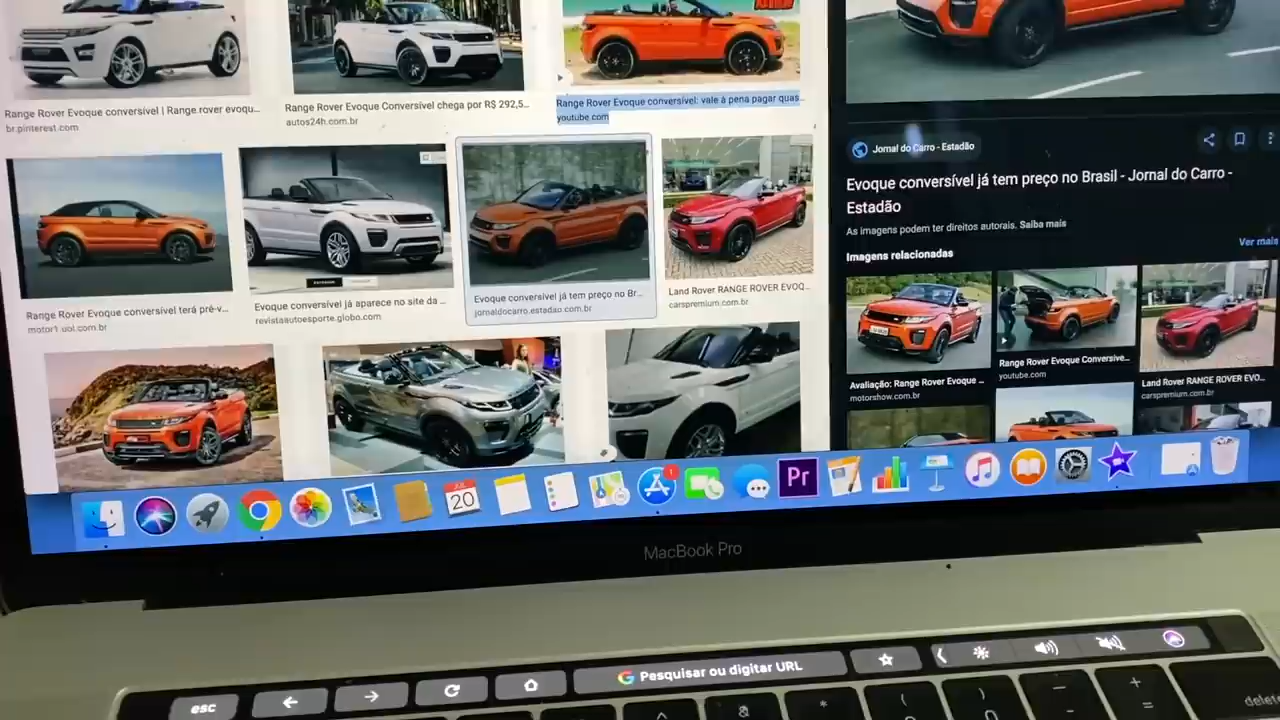 Range Rover Evoque conversível | Range rover evoqu...
br.pinterest.com
Range Rover Evoque Conversível chega por R$ 292,5...
autos24h.com.br
Range Rover Evoque conversível: vale à pena pagar quas...
youtube.com
Range Rover Evoque conversível terá pré-v...
motor1.uol.com.br
Evoque conversível já aparece no site da ...
revistaautoesporte.globo.com
Evoque conversível já tem preço no Br...
jornaldocarro.estadao.com.br
Land Rover RANGE ROVER EVOQ...
carspremium.com.br
Jornal do Carro - Estadão
Evoque conversível já tem preço no Brasil - Jornal do Carro -
Estadão
As imagens podem ter direitos autorais. Saiba mais
Imagens relacionadas
Ver mais
Avaliação: Range Rover Evoque ...
motorshow.com.br
Range Rover Evoque Conversive...
youtube.com
Land Rover RANGE ROVER EVO...
carspremium.com.br
JUL
20
1
Pr
MacBook Pro
esc
Pesquisar ou digitar URL
&
*
(
)
–
+
delete